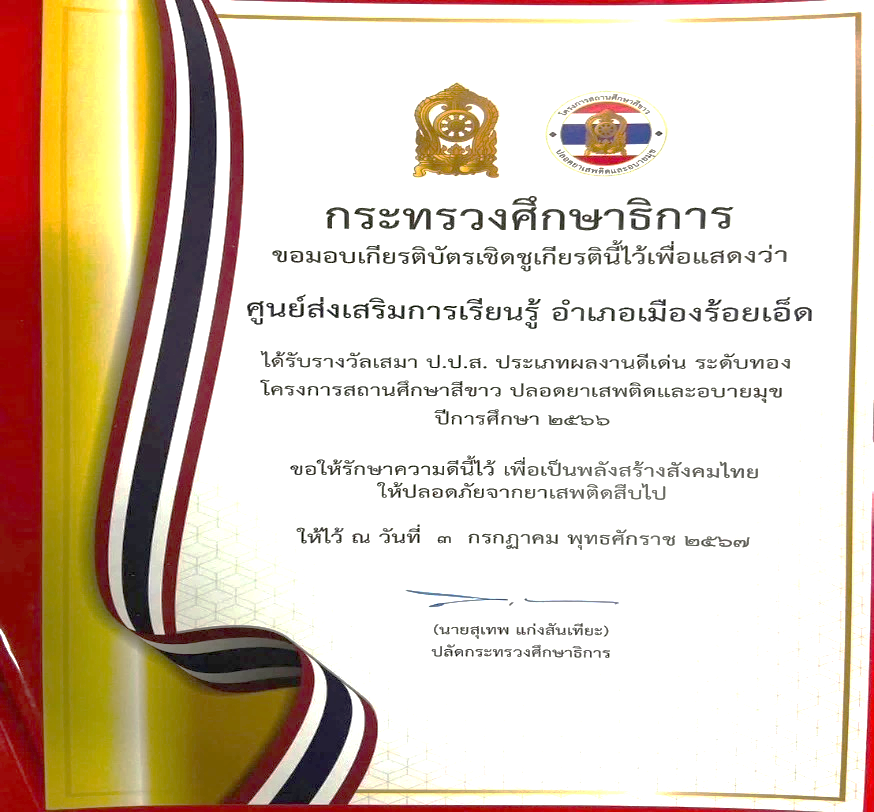 โครงการสถานศึกษาสีขาว
ปลอดยาเสพติดและอบายมุข
กระทรวงศึกษาธิการ
ขอมอบเกียรติบัตรเชิดชูเกียรตินี้ไว้เพื่อแสดงว่า
ศูนย์ส่งเสริมการเรียนรู้ อำเภอเมืองร้อยเอ็ด
ได้รับรางวัลเสมา ป.ป.ส. ประเภทผลงานดีเด่น ระดับทอง
โครงการสถานศึกษาสีขาว ปลอดยาเสพติดและอบายมุข
ปีการศึกษา ๒๕๖๖
ขอให้รักษาความดีนี้ไว้ เพื่อเป็นพลังสร้างสังคมไทย
ให้ปลอดภัยจากยาเสพติดสืบไป
ให้ไว้ ณ วันที่ ๓ กรกฎาคม พุทธศักราช ๒๕๖๗
(นายสุเทพ แก่งสันเทียะ)
ปลัดกระทรวงศึกษาธิการ